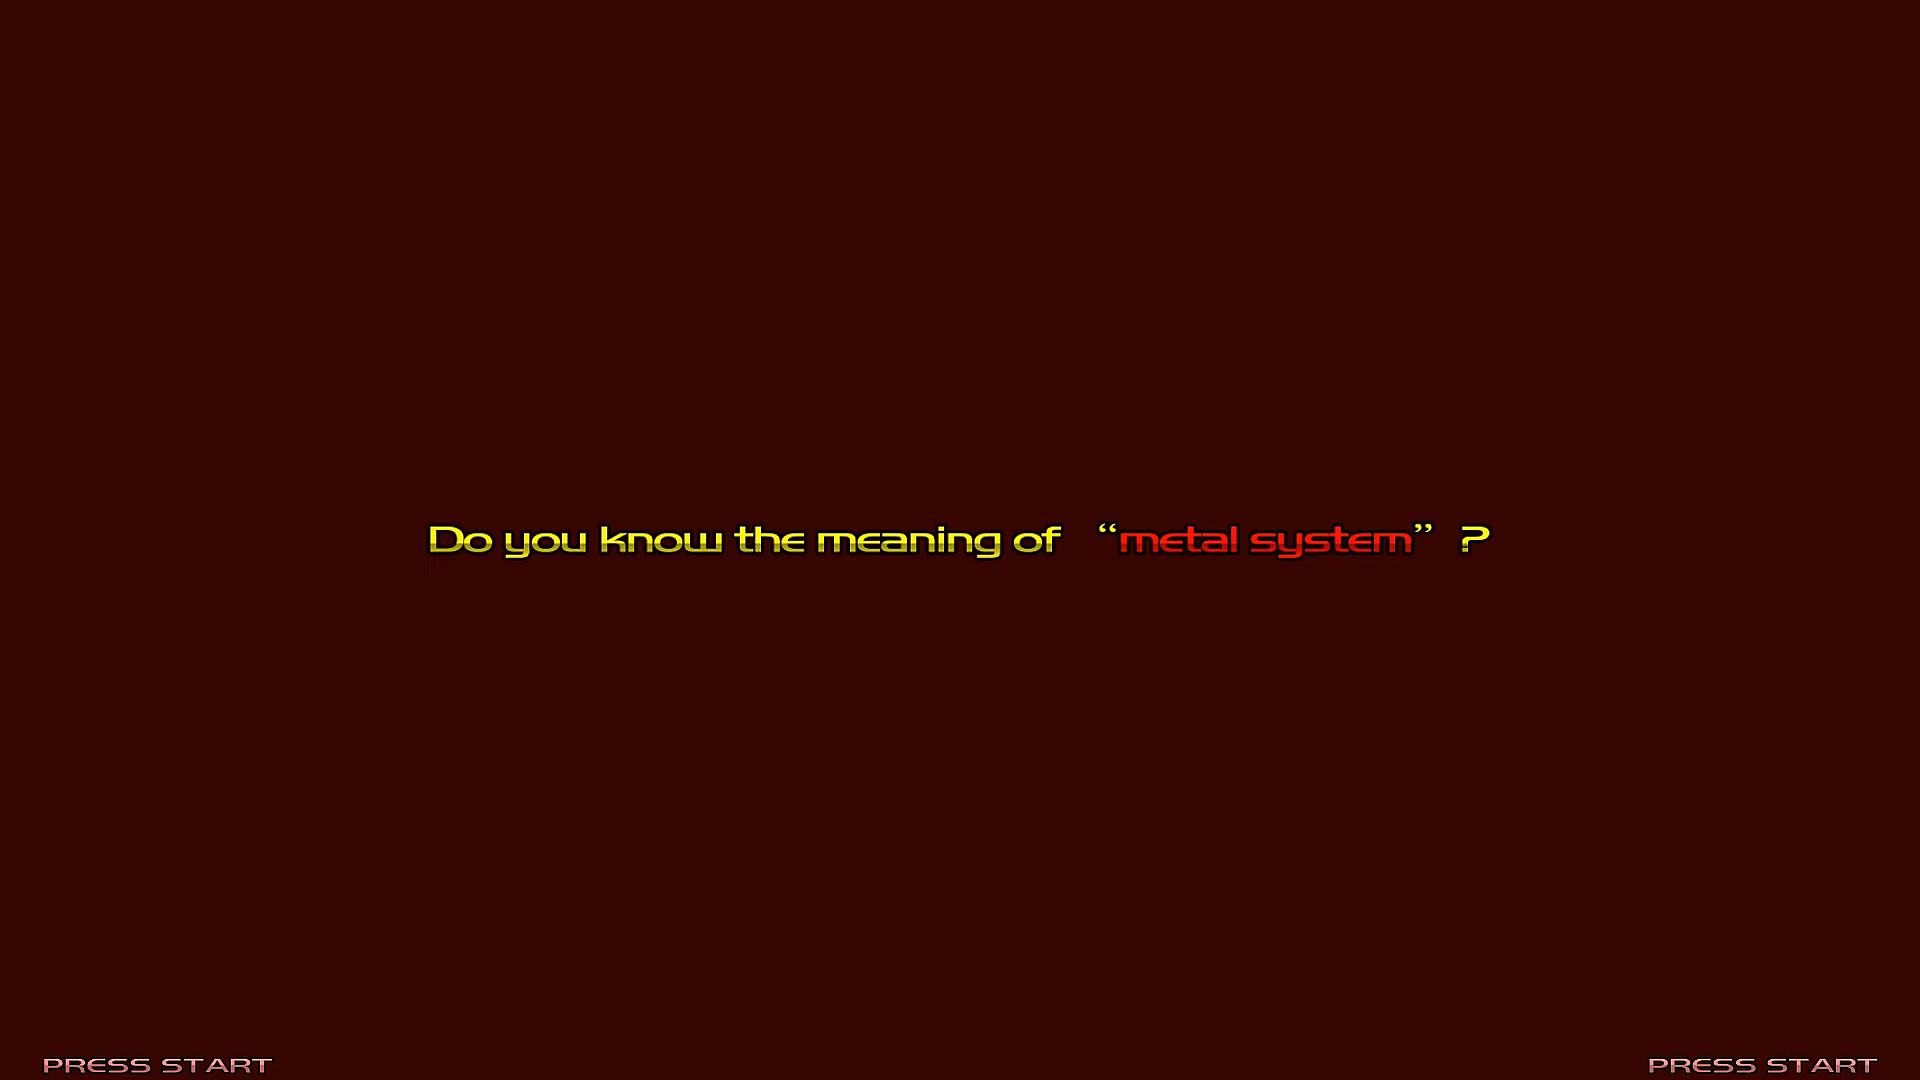 Do you know the meaning of “metal system” ?
PRESS START
PRESS START